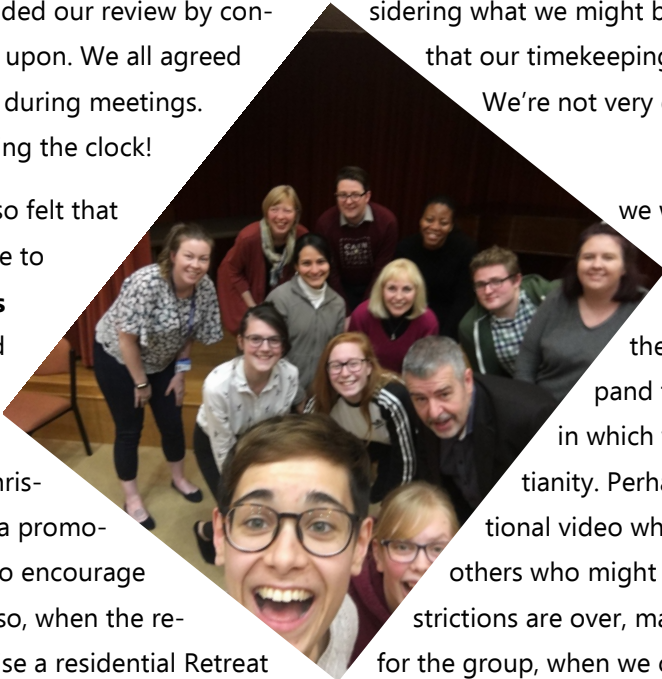 ded our review by con- sidering what we might b
upon. We all agreed that our timekeeping
during meetings. We’re not very
ng the clock!
so felt that we
e to
s
d the
pand
in which
hris- tianity. Perha
a promo- tional video wh
o encourage others who might
so, when the re- strictions are over, ma
se a residential Retreat for the group, when we